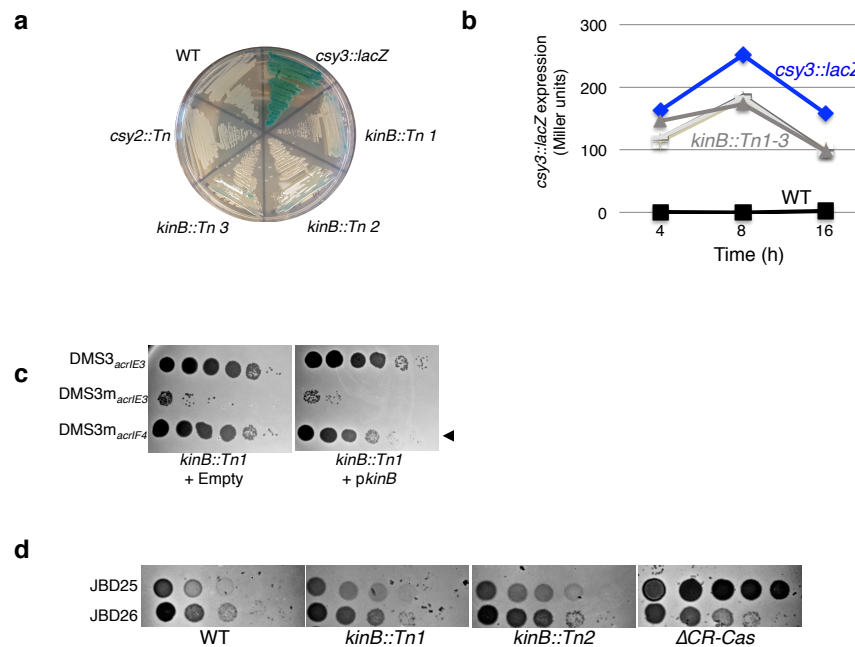 a
WT
csy3::lacZ
csy2::Tn
kinB::Tn 1
kinB::Tn 3
kinB::Tn 2
b
csy3::lacZ expression
(Miller units)
300
200
100
0
csy3::lacZ
kinB::Tn1-3
WT
4
8
16
Time (h)
c
DMS3acrIE3
DMS3macrIE3
DMS3macrIF4
kinB::Tn1
+ Empty
kinB::Tn1
+ pkinB
d
JBD25
JBD26
WT
kinB::Tn1
kinB::Tn2
ΔCR-Cas